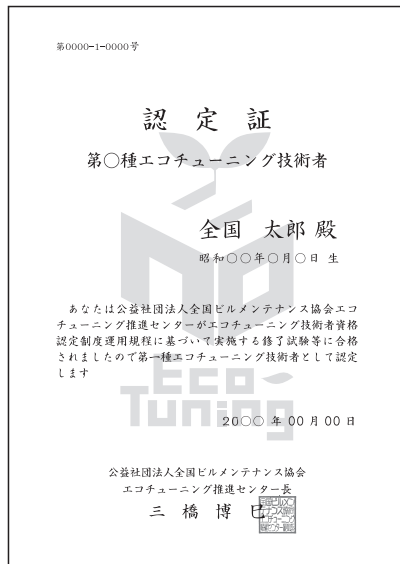 第0000-1-0000号
認 定 証
第○種エコチューニング技術者
全国 太郎 殿
昭和○○年○月○日 生
あなたは公益社団法人全国ビルメンテナンス協会エコ
チューニング推進センターがエコチューニング技術者資格
認定制度運用規程に基づいて実施する修了試験等に合格
されましたので第一種エコチューニング技術者として認定
します
Eco
Tuning
20○○ 年 00 月 00 日
公益社団法人全国ビルメンテナンス協会
エコチューニング推進センター長
三 橋 博 巳